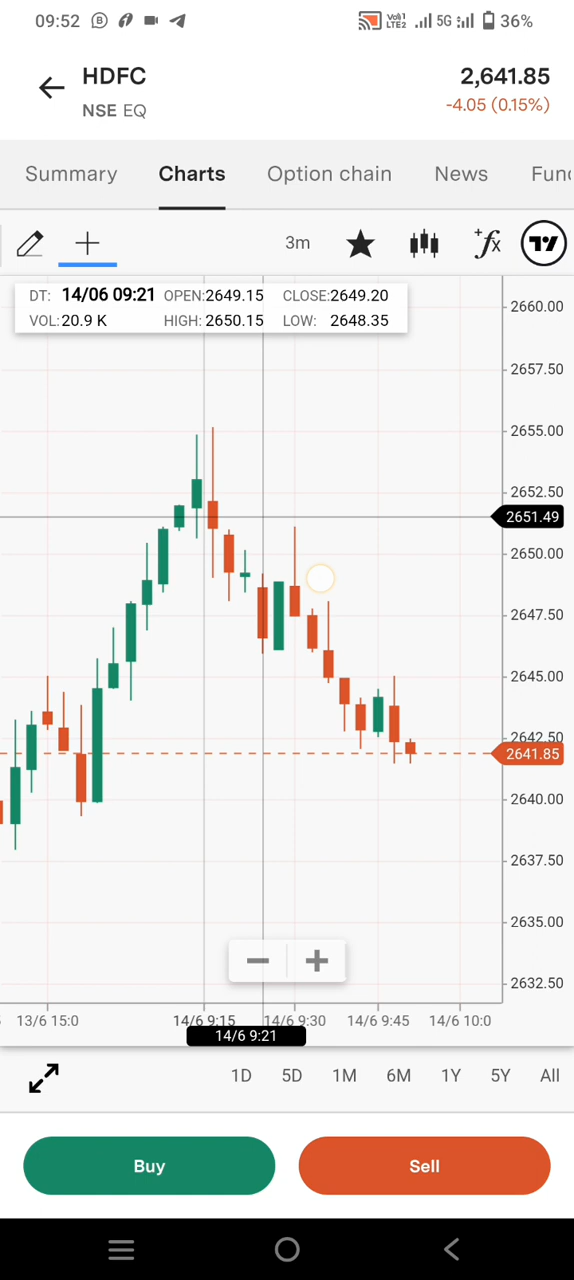 09:52 Vol1 LTE2 5G 36%
HDFC 2,641.85
NSE EQ -4.05 (0.15%)
Summary Charts Option chain News Fun
3m
DT: 14/06 09:21 OPEN:2649.15 CLOSE:2649.20
VOL:20.9 K HIGH: 2650.15 LOW: 2648.35
2660.00
2657.50
2655.00
2652.50
2651.49
2650.00
2647.50
2645.00
2642.50
2641.85
2640.00
2637.50
2635.00
2632.50
13/6 15:0 14/6 9:15 14/6 9:30 14/6 9:45 14/6 10:0
14/6 9:21
1D 5D 1M 6M 1Y 5Y All
Buy Sell